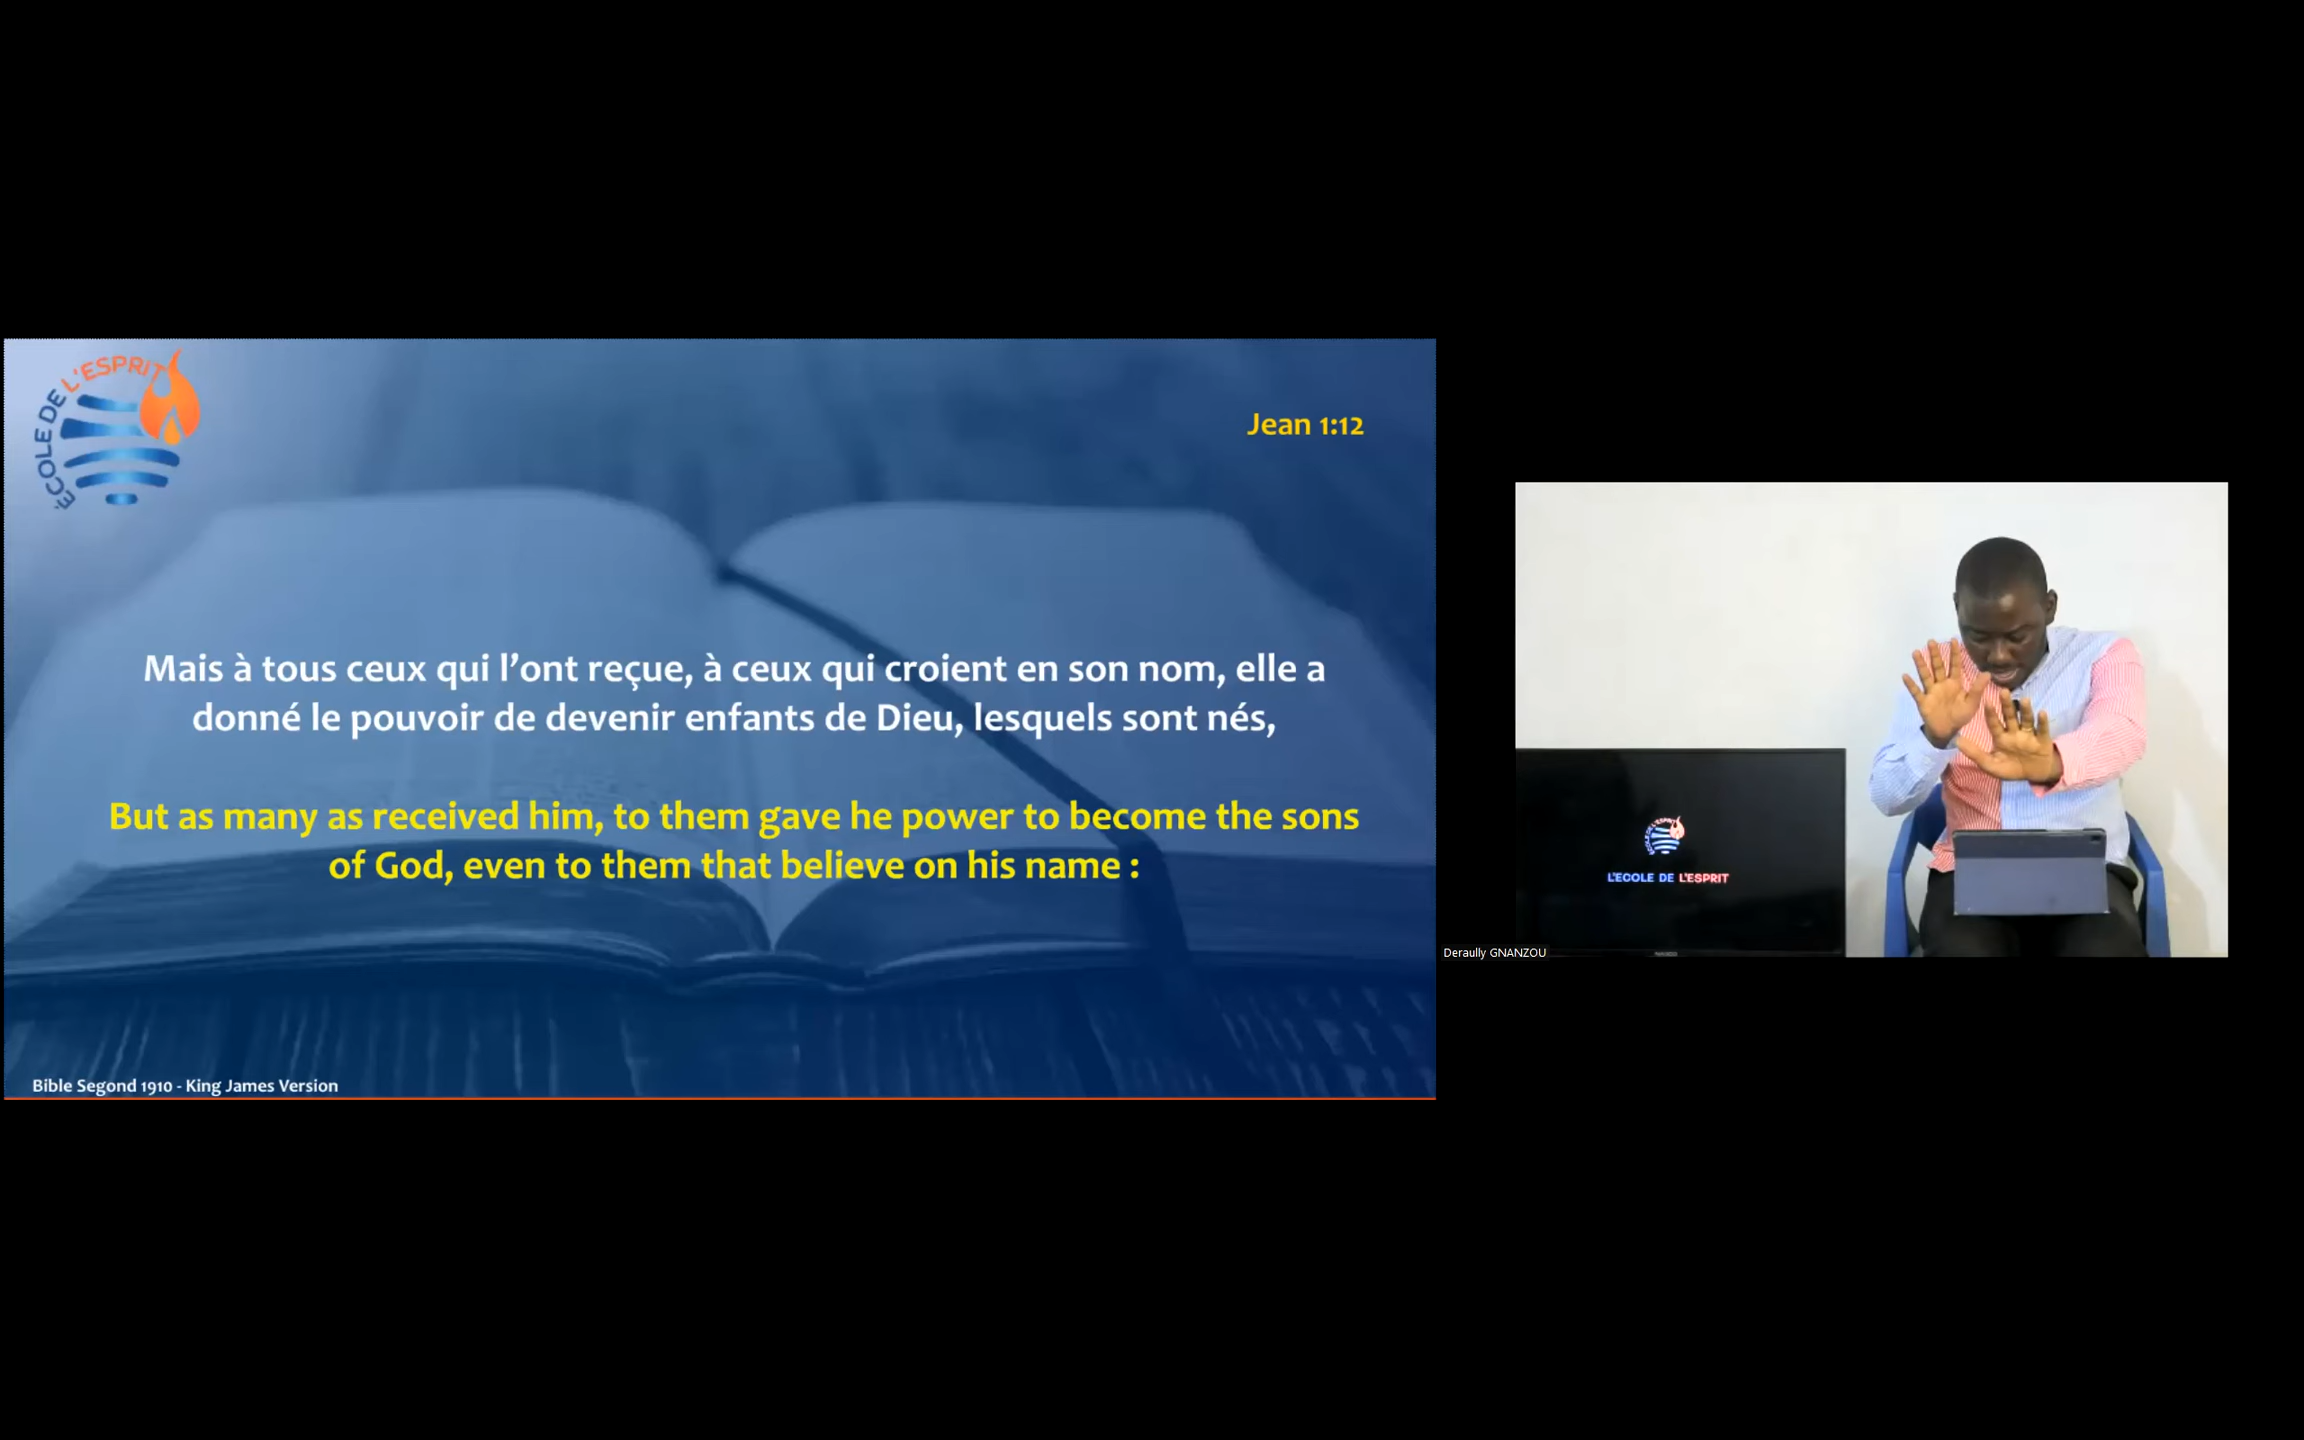 L'ÉCOLE DE L'ESPRIT
Jean 1:12
Mais à tous ceux qui l’ont reçue, à ceux qui croient en son nom, elle a
donné le pouvoir de devenir enfants de Dieu, lesquels sont nés,
But as many as received him, to them gave he power to become the sons
of God, even to them that believe on his name :
Bible Segond 1910 - King James Version
L'ECOLE DE L'ESPRIT
Deraully GNANZOU